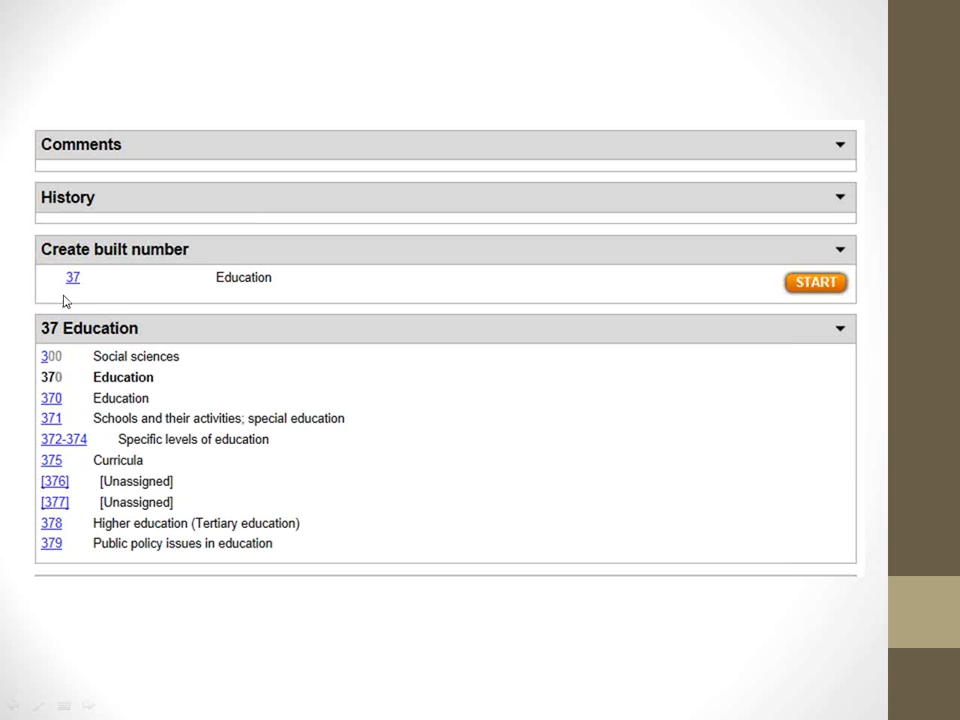 Comments
History
Create built number
37 Education START
37 Education
300 Social sciences
370 Education
370 Education
371 Schools and their activities; special education
372-374 Specific levels of education
375 Curricula
[376] [Unassigned]
[377] [Unassigned]
378 Higher education (Tertiary education)
379 Public policy issues in education